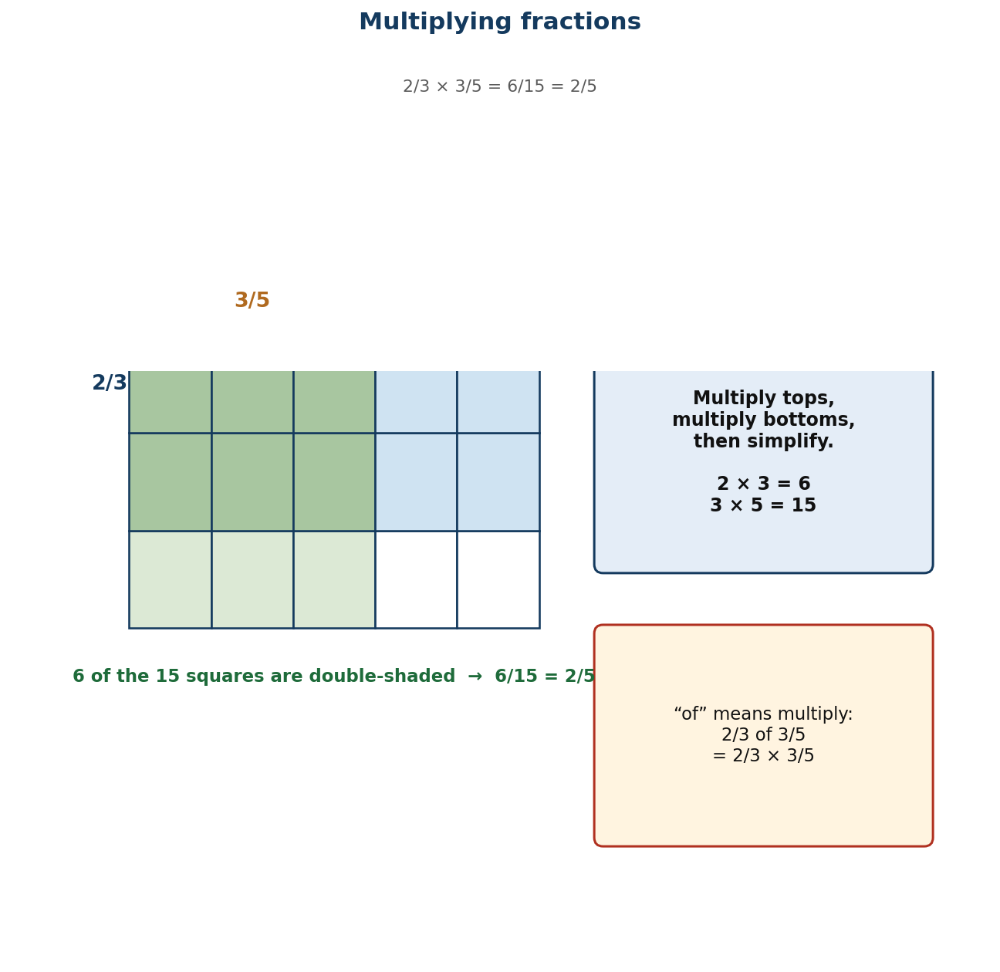 Multiplying fractions
2/3 × 3/5 = 6/15 = 2/5
3/5
2/3
Multiply tops,
multiply bottoms,
then simplify.
2 × 3 = 6
3 × 5 = 15
6 of the 15 squares are double-shaded → 6/15 = 2/5
“of” means multiply:
2/3 of 3/5
= 2/3 × 3/5